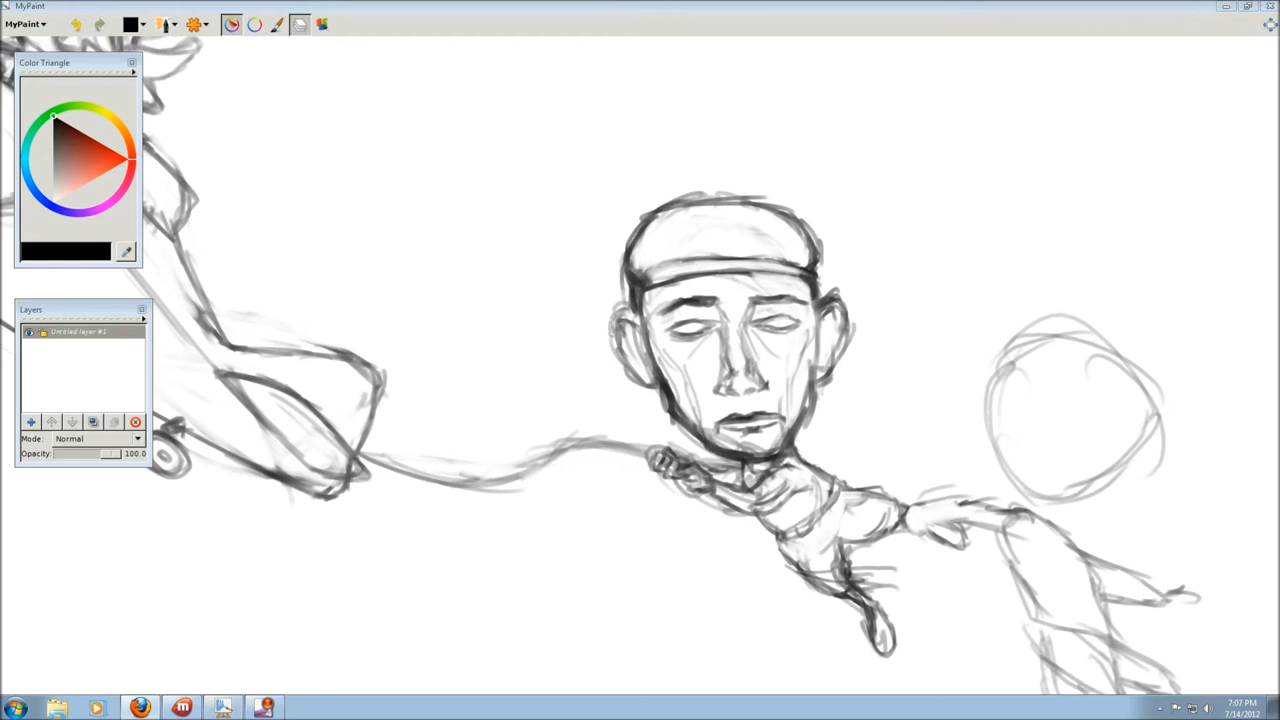 MyPaint
MyPaint
Color Triangle
Layers
Untitled layer #1
Mode: Normal
Opacity: 100.0
7:07 PM
7/14/2012